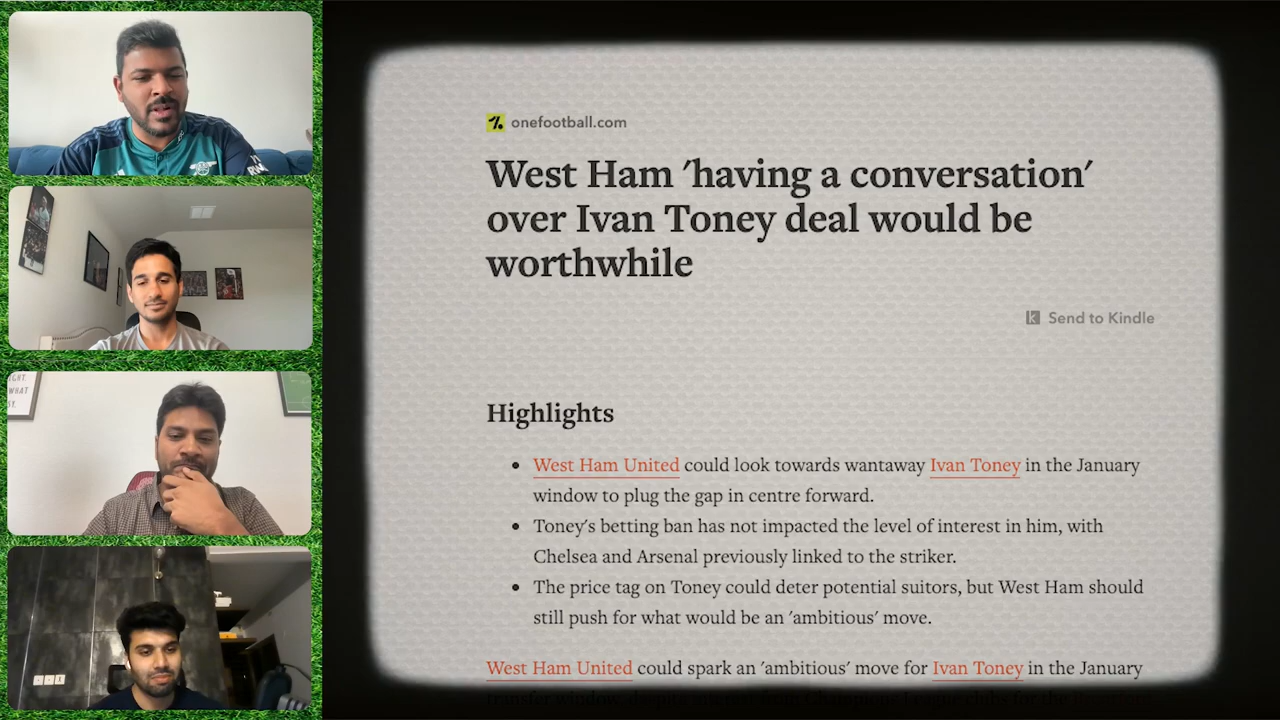 onefootball.com
West Ham 'having a conversation'
over Ivan Toney deal would be
worthwhile
Send to Kindle
Highlights
• West Ham United could look towards wantaway Ivan Toney in the January
window to plug the gap in centre forward.
• Toney's betting ban has not impacted the level of interest in him, with
Chelsea and Arsenal previously linked to the striker.
• The price tag on Toney could deter potential suitors, but West Ham should
still push for what would be an 'ambitious' move.
West Ham United could spark an 'ambitious' move for Ivan Toney in the January
WHAT